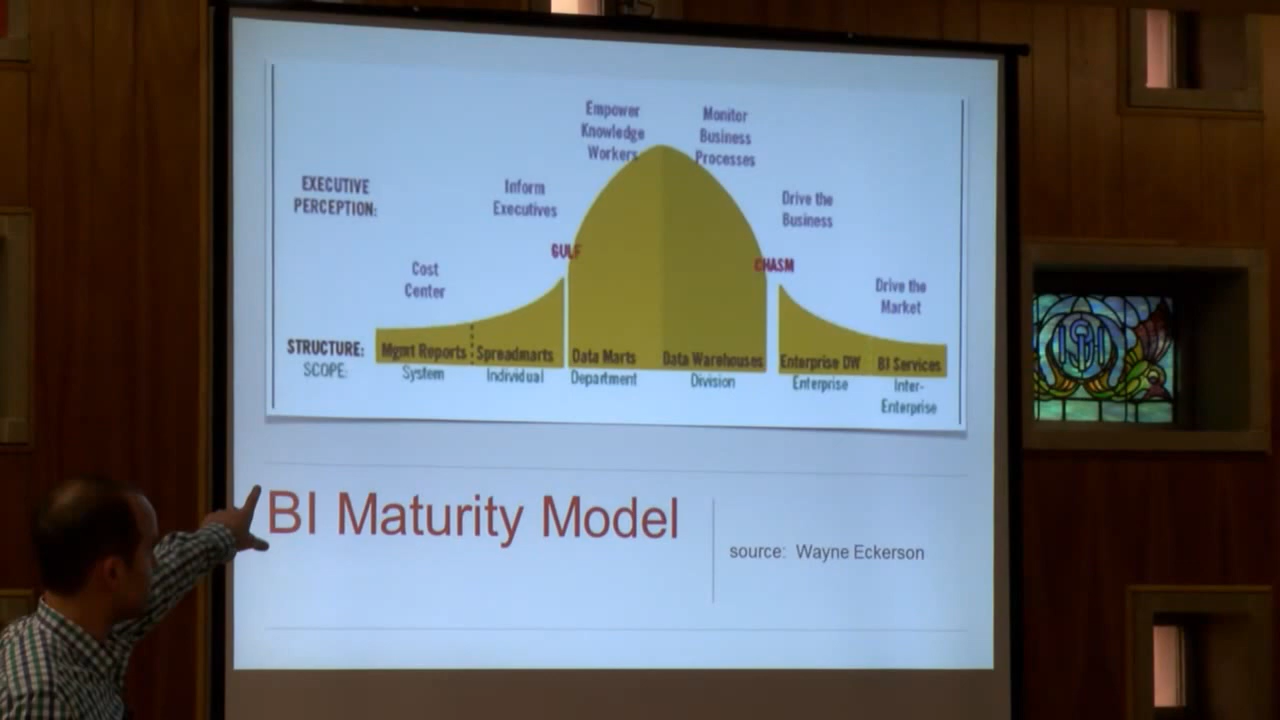 Empower
Knowledge
Workers
Monitor
Business
Processes
EXECUTIVE
PERCEPTION:
Inform
Executives
Drive the
Business
GULF
CHASM
Cost
Center
Drive the
Market
STRUCTURE:
Mgmt Reports
Spreadmarts
Data Marts
Data Warehouses
Enterprise DW
BI Services
SCOPE:
System
Individual
Department
Division
Enterprise
Inter-
Enterprise
BI Maturity Model
source: Wayne Eckerson